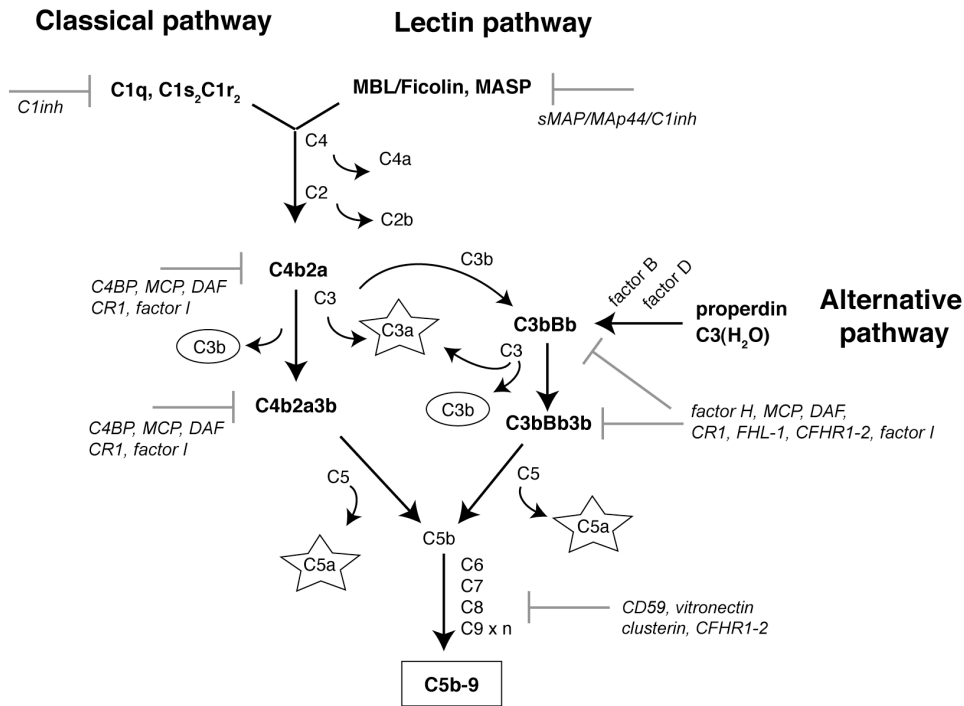 Classical pathway
Lectin pathway
C1q, C1s₂C1r₂
MBL/Ficolin, MASP
C1inh
sMAP/MAp44/C1inh
C4
C4a
C2
C2b
C4b2a
C4BP, MCP, DAF
CR1, factor I
C3
C3b
C3a
C3b
factor B
factor D
properdin
C3(H₂O)
Alternative
pathway
C3bBb
C3
C3b
C4b2a3b
C4BP, MCP, DAF
CR1, factor I
C3bBb3b
factor H, MCP, DAF,
CR1, FHL-1, CFHR1-2, factor I
C5
C5a
C5
C5a
C5b
C6
C7
C8
C9 x n
CD59, vitronectin
clusterin, CFHR1-2
C5b-9